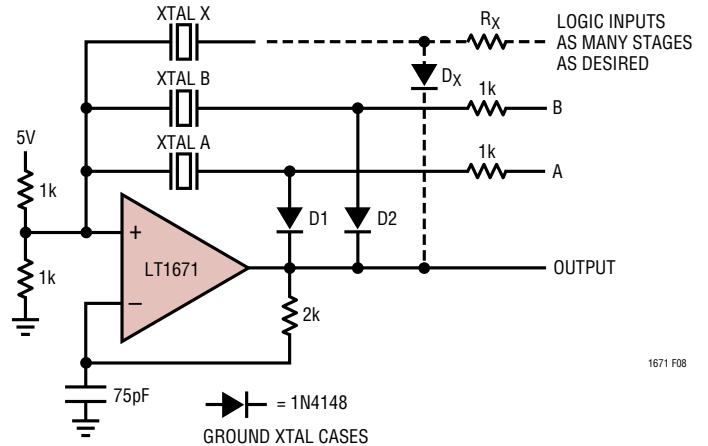 XTAL X
R_X
LOGIC INPUTS
AS MANY STAGES
AS DESIRED
D_X
XTAL B
1k
B
XTAL A
1k
A
5V
1k
+
D1
D2
LT1671
OUTPUT
1k
–
2k
1671 F08
75pF
= 1N4148
GROUND XTAL CASES